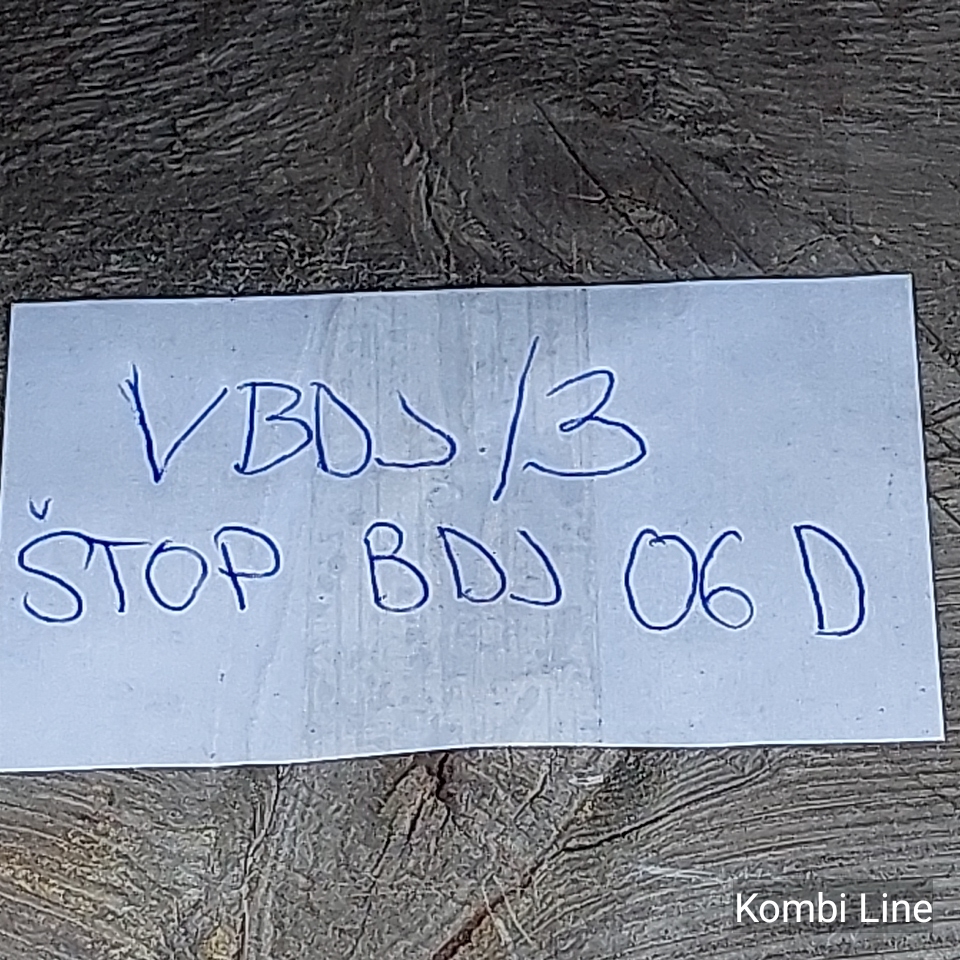 VBDJ./3
ŠTOP BDJ 06 D
Kombi Line